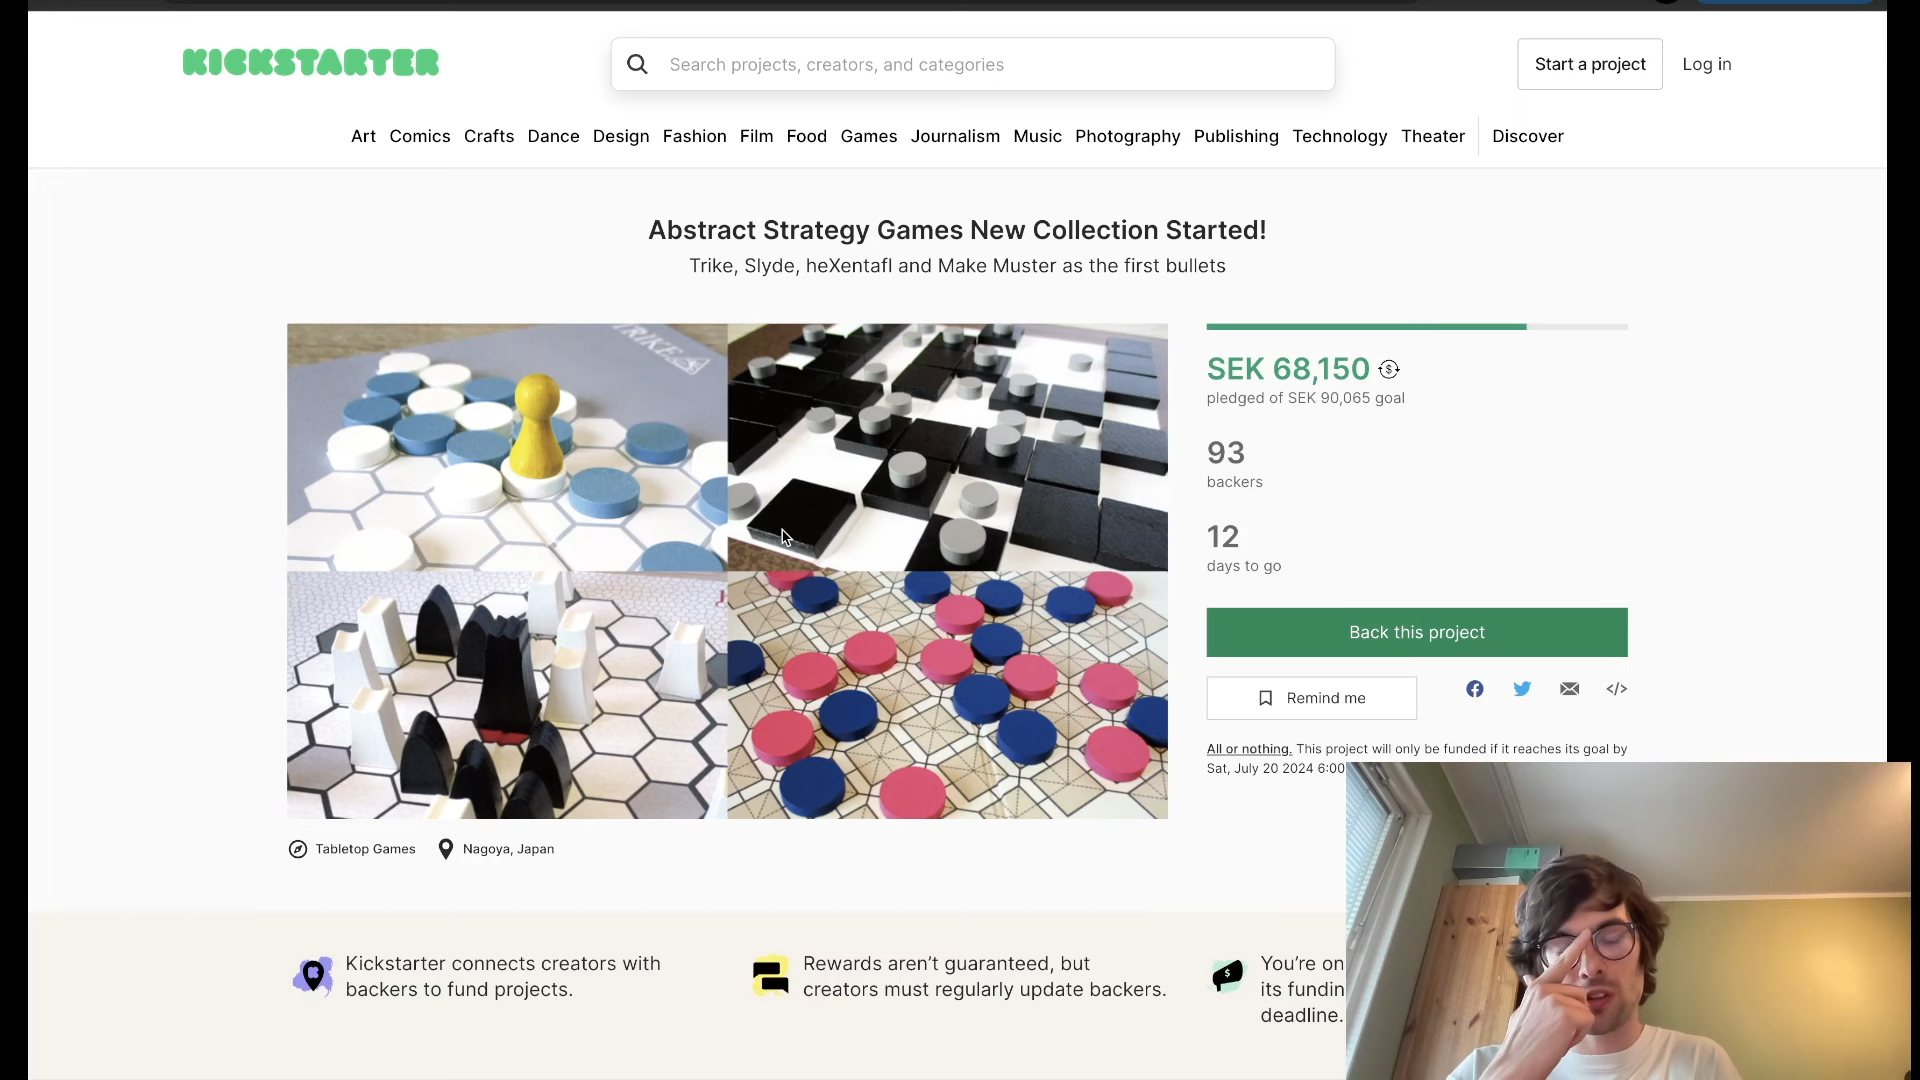 KICKSTARTER
Search projects, creators, and categories
Start a project
Log in
Art Comics Crafts Dance Design Fashion Film Food Games Journalism Music Photography Publishing Technology Theater Discover
Abstract Strategy Games New Collection Started!
Trike, Slyde, heXentafl and Make Muster as the first bullets
TRIKE
SEK 68,150
pledged of SEK 90,065 goal
93
backers
12
days to go
Back this project
Remind me
All or nothing. This project will only be funded if it reaches its goal by
Sat, July 20 2024 6:00
Tabletop Games
Nagoya, Japan
Kickstarter connects creators with
backers to fund projects.
Rewards aren’t guaranteed, but
creators must regularly update backers.
You’re on
its fundin
deadline.